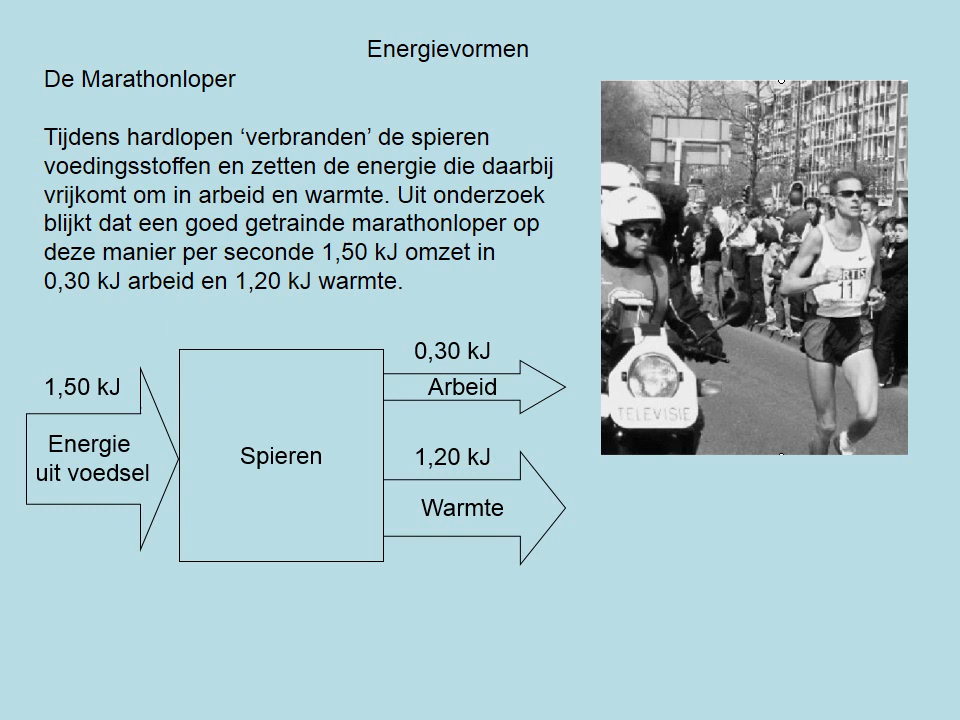 Energievormen
De Marathonloper
Tijdens hardlopen ‘verbranden’ de spieren
voedingsstoffen en zetten de energie die daarbij
vrijkomt om in arbeid en warmte. Uit onderzoek
blijkt dat een goed getrainde marathonloper op
deze manier per seconde 1,50 kJ omzet in
0,30 kJ arbeid en 1,20 kJ warmte.
1,50 kJ
Energie
uit voedsel
Spieren
0,30 kJ
Arbeid
1,20 kJ
Warmte
TELEVISIE
RTIS
11